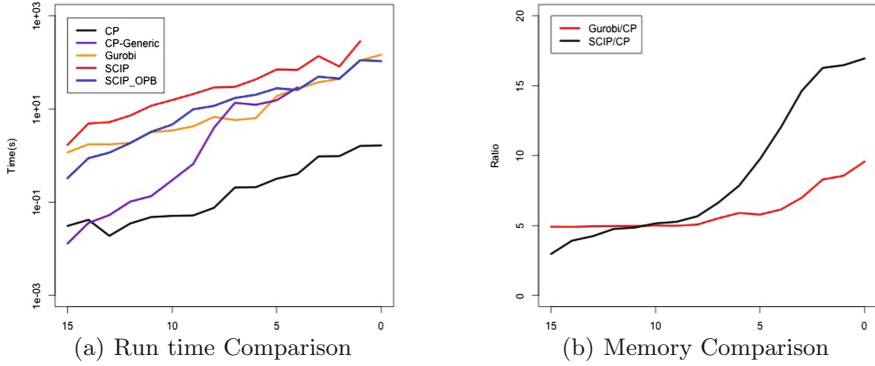 1e+03
1e+01
1e-01
1e-03
Time(s)
CP
CP-Generic
Gurobi
SCIP
SCIP_OPB
15
10
5
0
(a) Run time Comparison
20
15
10
5
0
Ratio
Gurobi/CP
SCIP/CP
15
10
5
0
(b) Memory Comparison